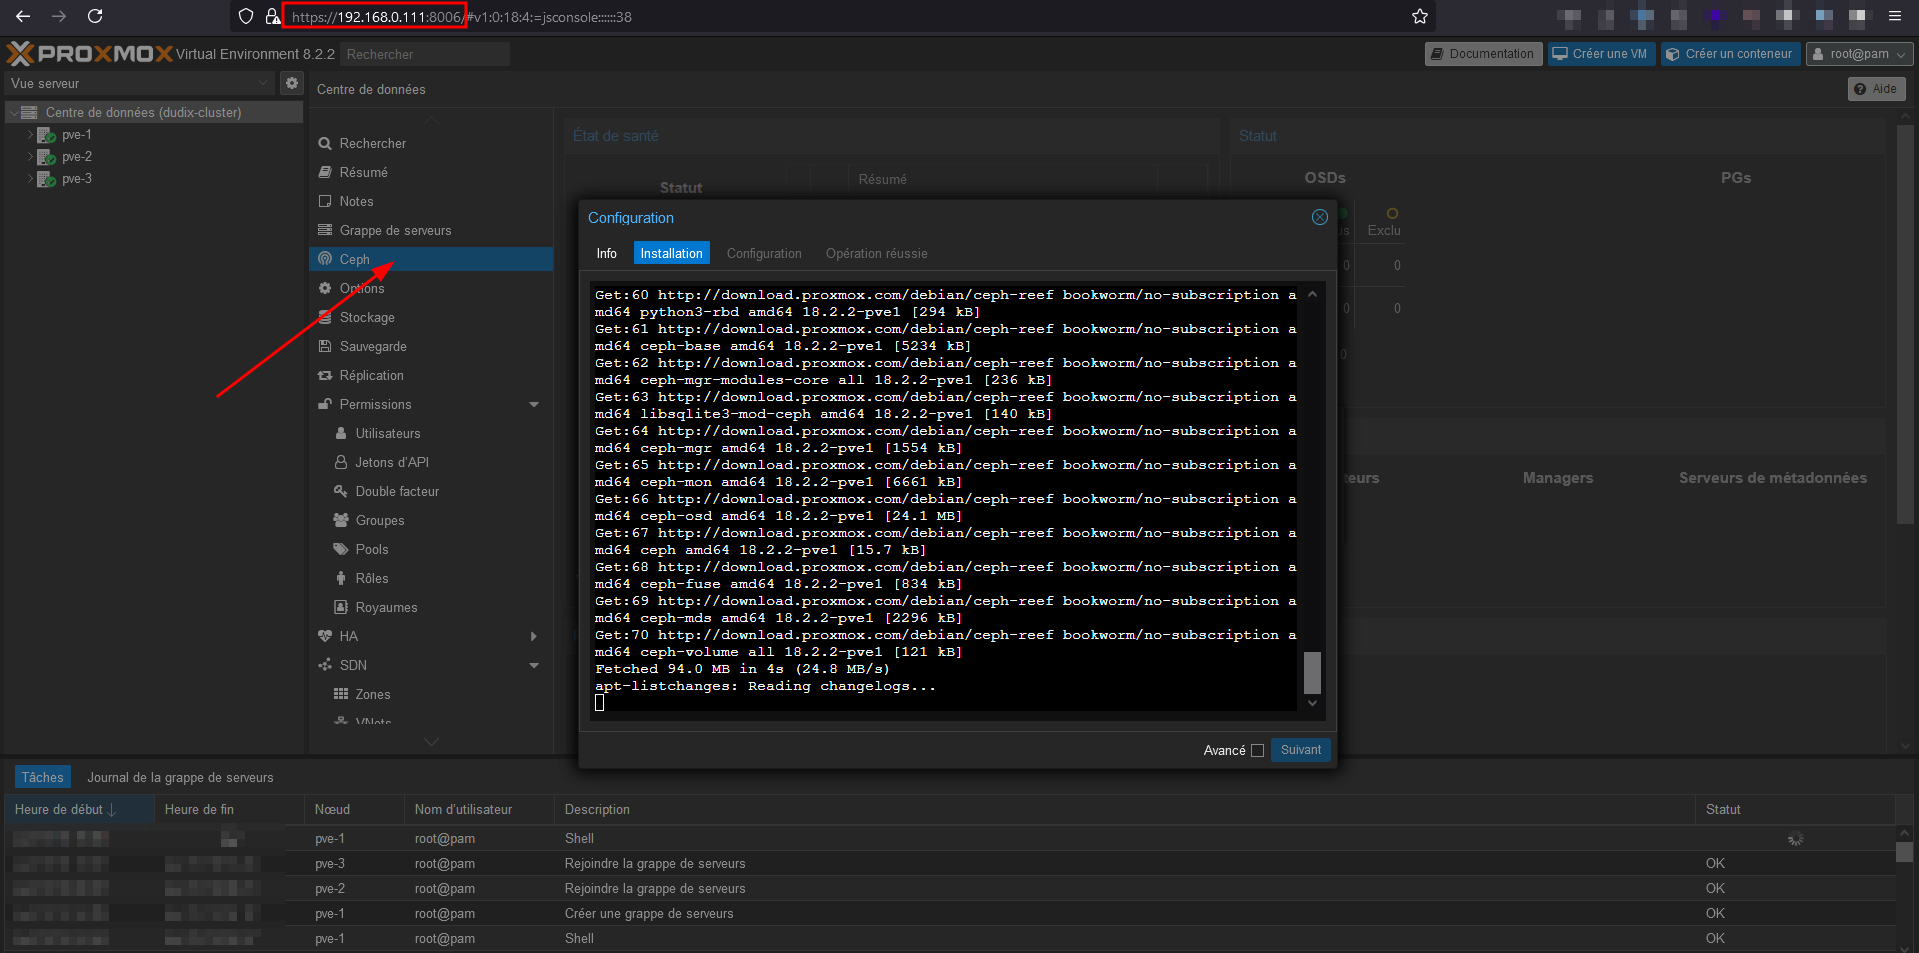 https://192.168.0.111:8006/#v1:0:18:4:=jsconsole::::::38
PROXMOX Virtual Environment 8.2.2
Rechercher
Documentation
Créer une VM
Créer un conteneur
root@pam
Vue serveur
Centre de données
Aide
Centre de données (dudix-cluster)
pve-1
pve-2
pve-3
Rechercher
Résumé
Notes
Grappe de serveurs
Ceph
Options
Stockage
Sauvegarde
Réplication
Permissions
Utilisateurs
Jetons d'API
Double facteur
Groupes
Pools
Rôles
Royaumes
HA
SDN
Zones
VNets
État de santé
Statut
Résumé
Statut
OSDs
PGs
Exclu
0
0
0
0
0
Managers
Serveurs de métadonnées
Configuration
Info
Installation
Configuration
Opération réussie
Get:60 http://download.proxmox.com/debian/ceph-reef bookworm/no-subscription a
md64 python3-rbd amd64 18.2.2-pve1 [294 kB]
Get:61 http://download.proxmox.com/debian/ceph-reef bookworm/no-subscription a
md64 ceph-base amd64 18.2.2-pve1 [5234 kB]
Get:62 http://download.proxmox.com/debian/ceph-reef bookworm/no-subscription a
md64 ceph-mgr-modules-core all 18.2.2-pve1 [236 kB]
Get:63 http://download.proxmox.com/debian/ceph-reef bookworm/no-subscription a
md64 libsqlite3-mod-ceph amd64 18.2.2-pve1 [140 kB]
Get:64 http://download.proxmox.com/debian/ceph-reef bookworm/no-subscription a
md64 ceph-mgr amd64 18.2.2-pve1 [1554 kB]
Get:65 http://download.proxmox.com/debian/ceph-reef bookworm/no-subscription a
md64 ceph-mon amd64 18.2.2-pve1 [6661 kB]
Get:66 http://download.proxmox.com/debian/ceph-reef bookworm/no-subscription a
md64 ceph-osd amd64 18.2.2-pve1 [24.1 MB]
Get:67 http://download.proxmox.com/debian/ceph-reef bookworm/no-subscription a
md64 ceph amd64 18.2.2-pve1 [15.7 kB]
Get:68 http://download.proxmox.com/debian/ceph-reef bookworm/no-subscription a
md64 ceph-fuse amd64 18.2.2-pve1 [834 kB]
Get:69 http://download.proxmox.com/debian/ceph-reef bookworm/no-subscription a
md64 ceph-mds amd64 18.2.2-pve1 [2296 kB]
Get:70 http://download.proxmox.com/debian/ceph-reef bookworm/no-subscription a
md64 ceph-volume all 18.2.2-pve1 [121 kB]
Fetched 94.0 MB in 4s (24.8 MB/s)
apt-listchanges: Reading changelogs...
Avancé
Suivant
Tâches
Journal de la grappe de serveurs
Heure de début
Heure de fin
Nœud
Nom d'utilisateur
Description
Statut
pve-1 root@pam Shell
pve-3 root@pam Rejoindre la grappe de serveurs OK
pve-2 root@pam Rejoindre la grappe de serveurs OK
pve-1 root@pam Créer une grappe de serveurs OK
pve-1 root@pam Shell OK